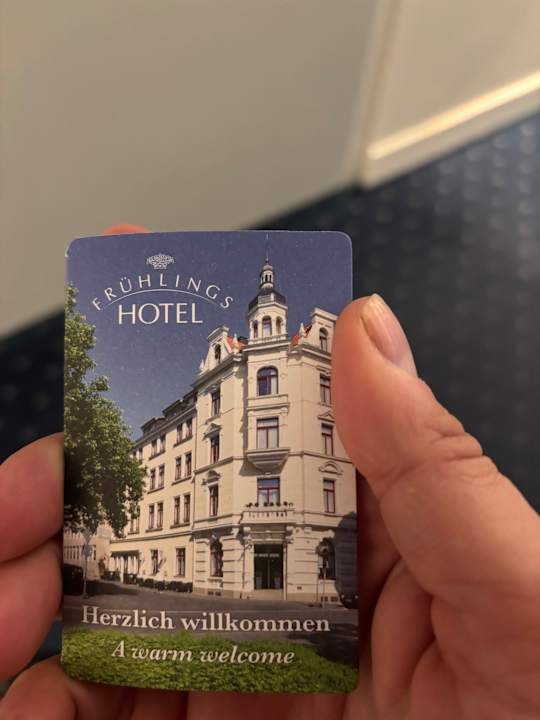 FRÜHLINGS
HOTEL
Herzlich willkommen
A warm welcome